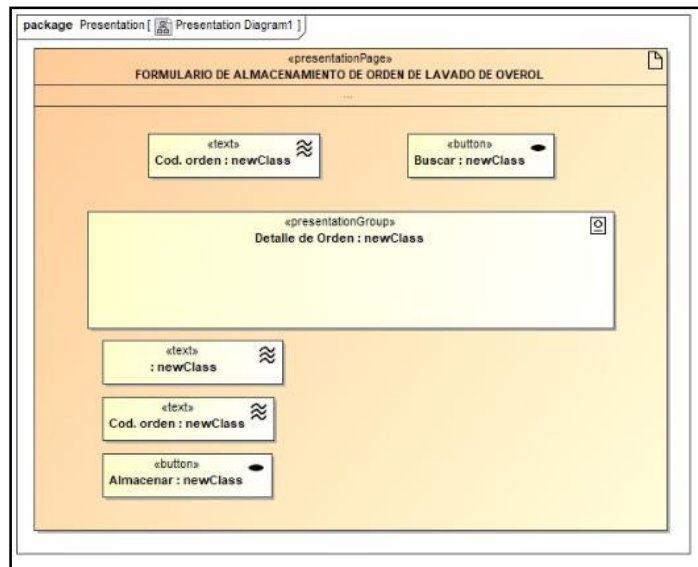 package Presentation [ Presentation Diagram1 ]
«presentationPage»
FORMULARIO DE ALMACENAMIENTO DE ORDEN DE LAVADO DE OVEROL
...
«text»
Cod. orden : newClass
«button»
Buscar : newClass
«presentationGroup»
Detalle de Orden : newClass
«text»
: newClass
«text»
Cod. orden : newClass
«button»
Almacenar : newClass